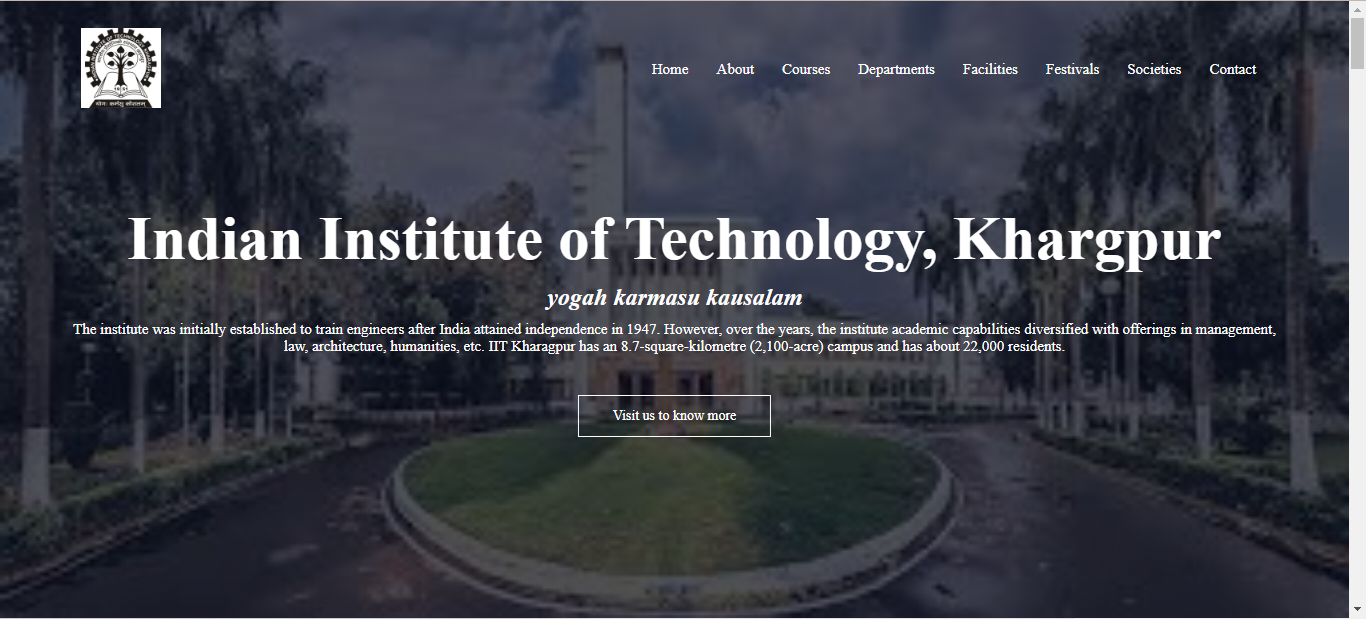 Home About Courses Departments Facilities Festivals Societies Contact
Indian Institute of Technology, Khargpur
yogah karmasu kausalam
The institute was initially established to train engineers after India attained independence in 1947. However, over the years, the institute academic capabilities diversified with offerings in management,
law, architecture, humanities, etc. IIT Kharagpur has an 8.7-square-kilometre (2,100-acre) campus and has about 22,000 residents.
Visit us to know more